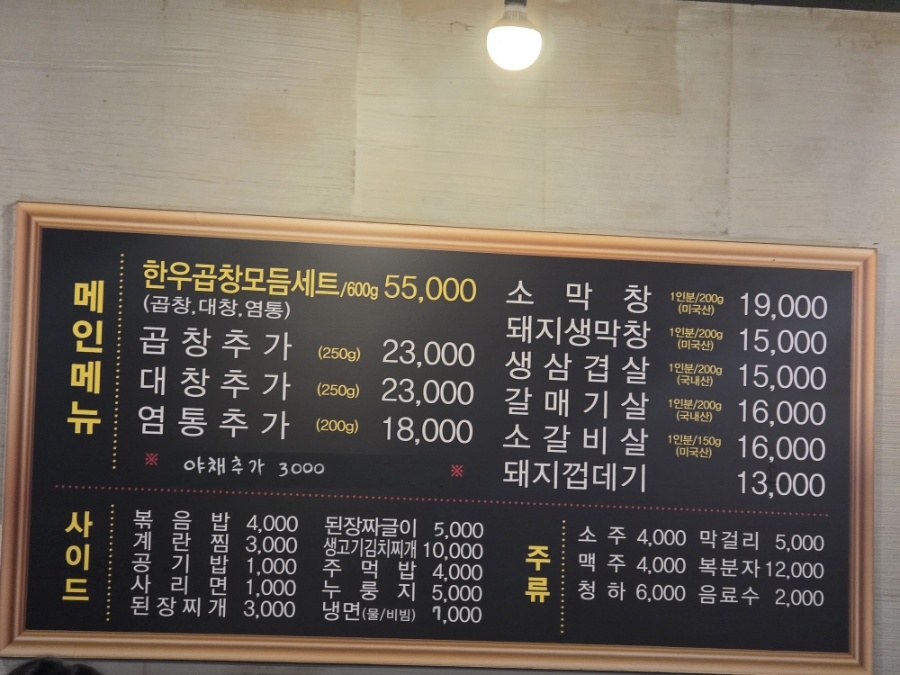 메인메뉴
한우곱창모듬세트/600g 55,000
(곱창.대창.염통)
곱창추가 (250g) 23,000
대창추가 (250g) 23,000
염통추가 (200g) 18,000
※ 야채추가 3000 ※
소막창 1인분/200g (미국산) 19,000
돼지생막창 1인분/200g (미국산) 15,000
생삼겹살 1인분/200g (국내산) 15,000
갈매기살 1인분/200g (국내산) 16,000
소갈비살 1인분/150g (미국산) 16,000
돼지껍데기 13,000
사이드
볶음밥 4,000
계란찜 3,000
공기밥 1,000
사리면 1,000
된장찌개 3,000
된장짜글이 5,000
생고기김치찌개 10,000
주먹밥 4,000
누룽지 5,000
냉면(물/비빔) 7,000
주류
소주 4,000
맥주 4,000
청하 6,000
막걸리 5,000
복분자 12,000
음료수 2,000